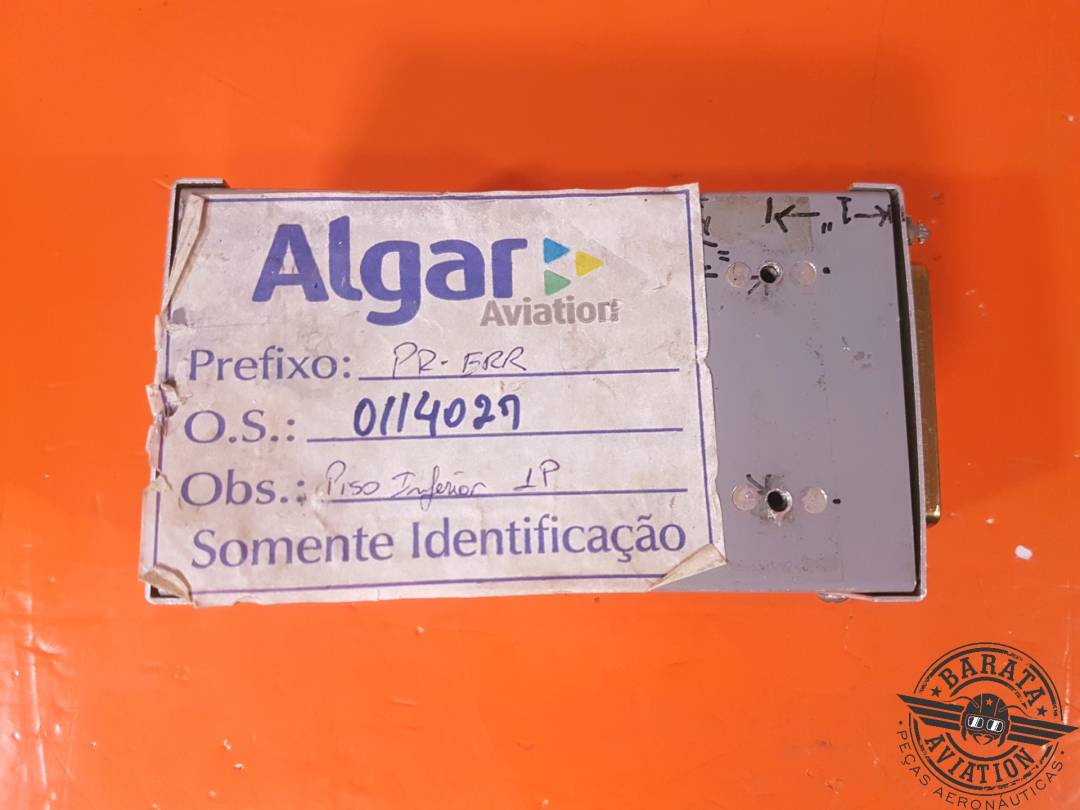 Algar
Aviation
Prefixo: PR-ERR
O.S.: 0114027
Obs.: Piso Inferior 1P
Somente Identificação
BARATA
AVIATION
PEÇAS AERONÁUTICAS